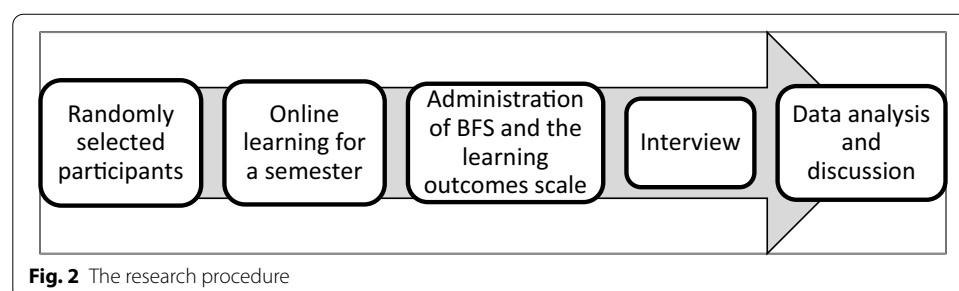 Randomly
selected
participants
Online
learning for
a semester
Administration
of BFS and the
learning
outcomes scale
Interview
Data analysis
and
discussion
Fig. 2 The research procedure